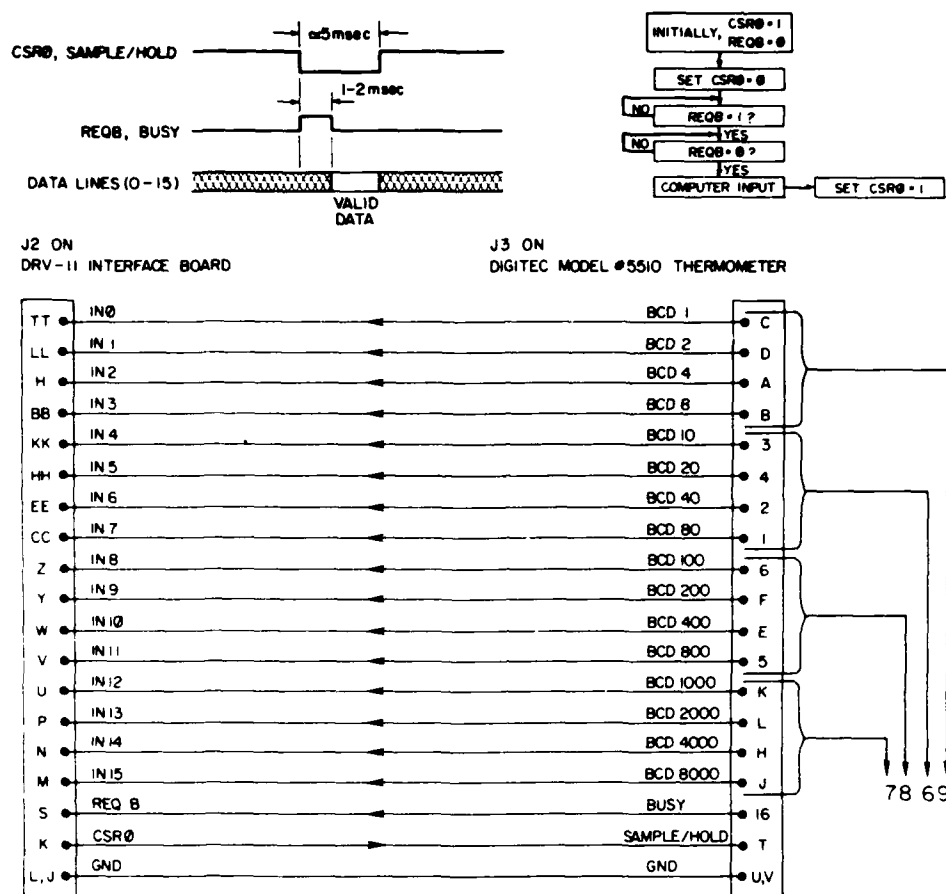 ≈5msec
CSRØ, SAMPLE/HOLD
1-2msec
REQB, BUSY
DATA LINES (0-15)
VALID
DATA
INITIALLY, CSRØ=1
REQB=Ø
SET CSRØ=Ø
NO
REQB=1?
YES
NO
REQB=Ø?
YES
COMPUTER INPUT
SET CSRØ=1
J2 ON
DRV-11 INTERFACE BOARD
J3 ON
DIGITEC MODEL #5510 THERMOMETER
TT INØ BCD 1 C
LL IN 1 BCD 2 D
H IN 2 BCD 4 A
BB IN 3 BCD 8 B
KK IN 4 BCD 10 3
HH IN 5 BCD 20 4
EE IN 6 BCD 40 2
CC IN 7 BCD 80 1
Z IN 8 BCD 100 6
Y IN 9 BCD 200 F
W IN 1Ø BCD 400 E
V IN 11 BCD 800 5
U IN 12 BCD 1000 K
P IN 13 BCD 2000 L
N IN 14 BCD 4000 H
M IN 15 BCD 8000 J
78 69
S REQ B BUSY 16
K CSRØ SAMPLE/HOLD T
L,J GND GND U,V